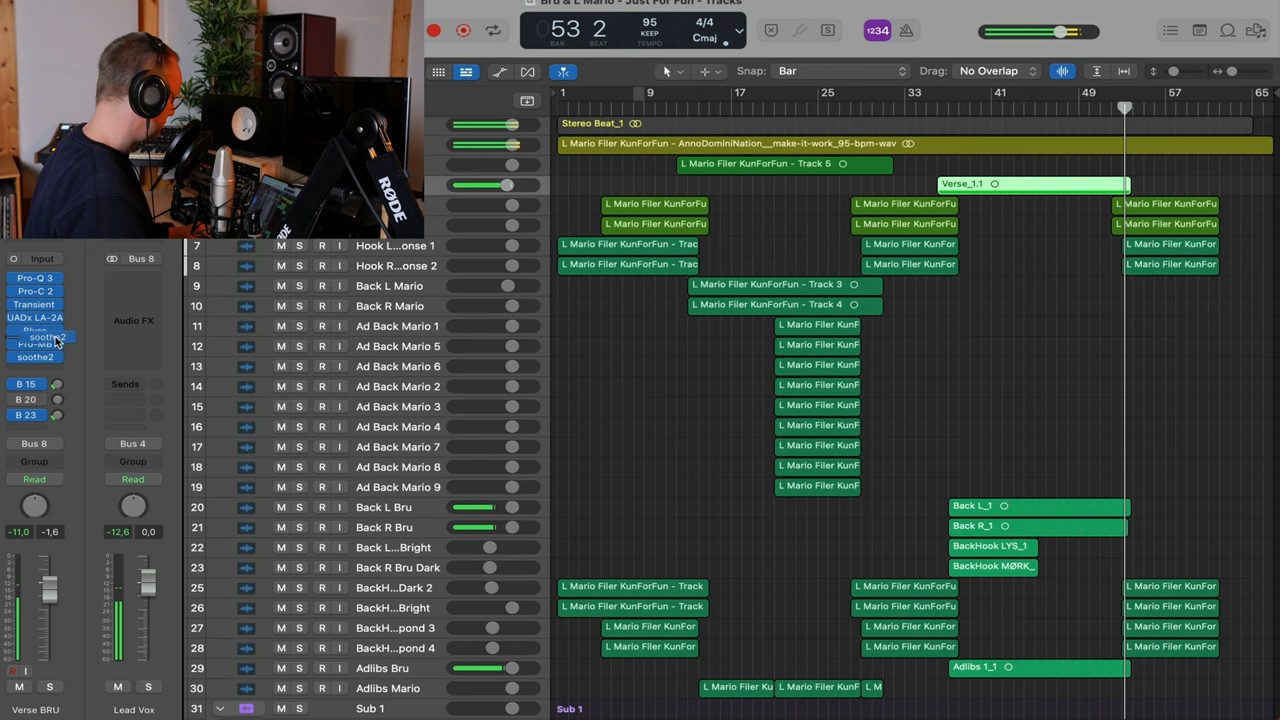 Bru & L Mario - Just For Fun - Tracks
53 2 95 4/4
KEEP Cmaj
BAR BEAT TEMPO
1234
Snap: Bar
Drag: No Overlap
1 9 17 25 33 41 49 57 65
Stereo Beat_1
L Mario Filer KunForFun - AnnoDominiNation__make-it-work_95-bpm-wav
L Mario Filer KunForFun - Track 5
Verse_1.1
L Mario Filer KunForFu L Mario Filer KunForFu L Mario Filer KunForFu
L Mario Filer KunForFu L Mario Filer KunForFu L Mario Filer KunForFu
RØDE
7 M S R I Hook L...onse 1 L Mario Filer KunForFun - Trac L Mario Filer KunFor L Mario Filer KunFor
8 M S R I Hook R...onse 2 L Mario Filer KunForFun - Trac L Mario Filer KunFor L Mario Filer KunFor
9 M S R I Back L Mario L Mario Filer KunForFun - Track 3
10 M S R I Back R Mario L Mario Filer KunForFun - Track 4
11 M S R I Ad Back Mario 1 L Mario Filer KunF
12 M S R I Ad Back Mario 5 L Mario Filer KunF
13 M S R I Ad Back Mario 6 L Mario Filer KunF
14 M S R I Ad Back Mario 2 L Mario Filer KunF
15 M S R I Ad Back Mario 3 L Mario Filer KunF
16 M S R I Ad Back Mario 4 L Mario Filer KunF
17 M S R I Ad Back Mario 7 L Mario Filer KunF
18 M S R I Ad Back Mario 8 L Mario Filer KunF
19 M S R I Ad Back Mario 9 L Mario Filer KunF
20 M S R I Back L Bru Back L_1
21 M S R I Back R Bru Back R_1
22 M S R I Back L...Bright BackHook LYS_1
23 M S R I Back R Bru Dark BackHook MØRK_
25 M S R I BackH...Dark 2 L Mario Filer KunForFun - Track L Mario Filer KunForFu L Mario Filer KunFor
26 M S R I BackH...Bright L Mario Filer KunForFun - Track L Mario Filer KunForFu L Mario Filer KunFor
27 M S R I BackH...pond 3 L Mario Filer KunFor L Mario Filer KunFor L Mario Filer KunFor
28 M S R I BackH...pond 4 L Mario Filer KunFor L Mario Filer KunFor L Mario Filer KunFor
29 M S R I Adlibs Bru Adlibs 1_1
30 M S R I Adlibs Mario L Mario Filer Ku L Mario Filer KunF L M
31 M S Sub 1 Sub 1
Input Bus 8
Pro-Q 3
Pro-C 2
Transient
UADx LA-2A
Audio FX
soothe2
Pro-MB
soothe2
B 15 Sends
B 20
B 23
Bus 8 Bus 4
Group Group
Read Read
-11,0 -1,6 -12,6 0,0
R I
M S M S
Verse BRU Lead Vox